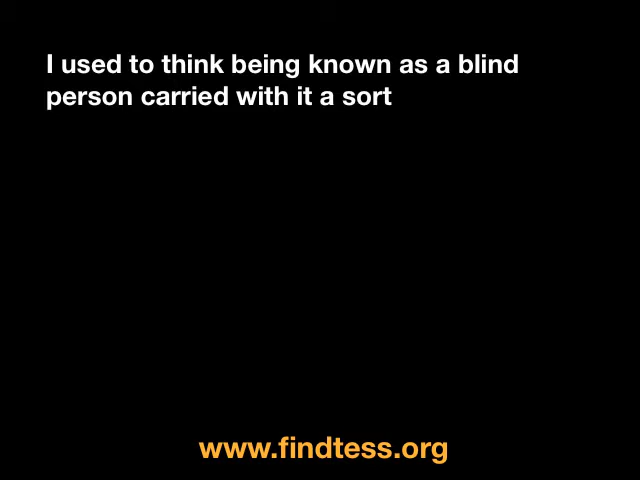 I used to think being known as a blind
person carried with it a sort
www.findtess.org